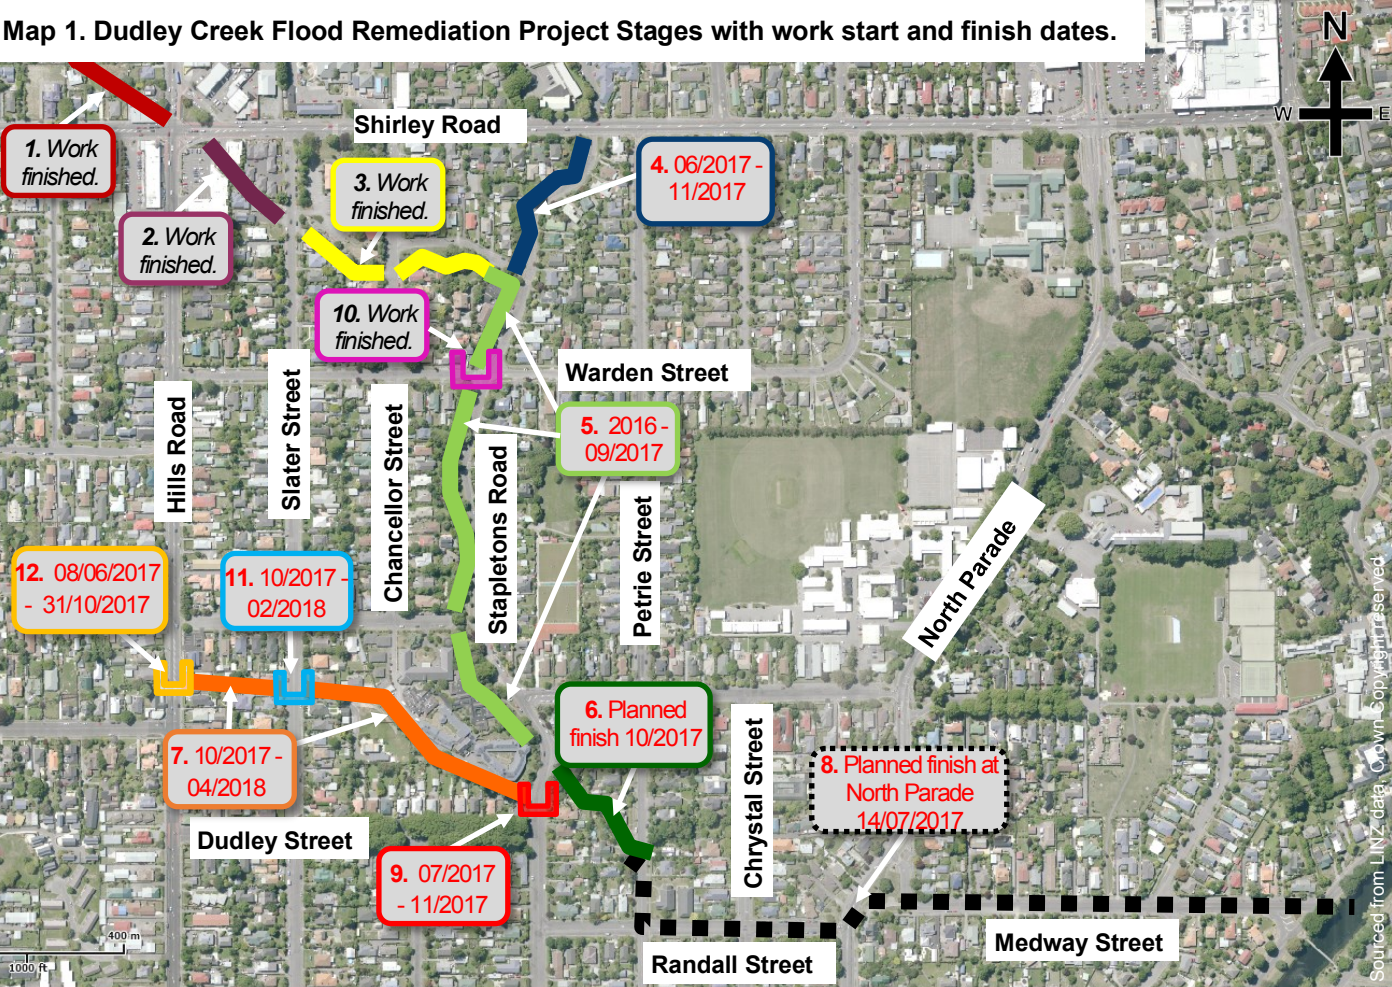 Map 1. Dudley Creek Flood Remediation Project Stages with work start and finish dates.
N
W
E
Shirley Road
1. Work
finished.
2. Work
finished.
3. Work
finished.
4. 06/2017 -
11/2017
10. Work
finished.
Warden Street
5. 2016 -
09/2017
Hills Road
Slater Street
Chancellor Street
Stapletons Road
Petrie Street
North Parade
12. 08/06/2017
- 31/10/2017
11. 10/2017 -
02/2018
6. Planned
finish 10/2017
7. 10/2017 -
04/2018
Chrystal Street
8. Planned finish at
North Parade
14/07/2017
Dudley Street
9. 07/2017
- 11/2017
400 m
1000 ft
Randall Street
Medway Street
Sourced from LINZ data Crown Copyright reserved